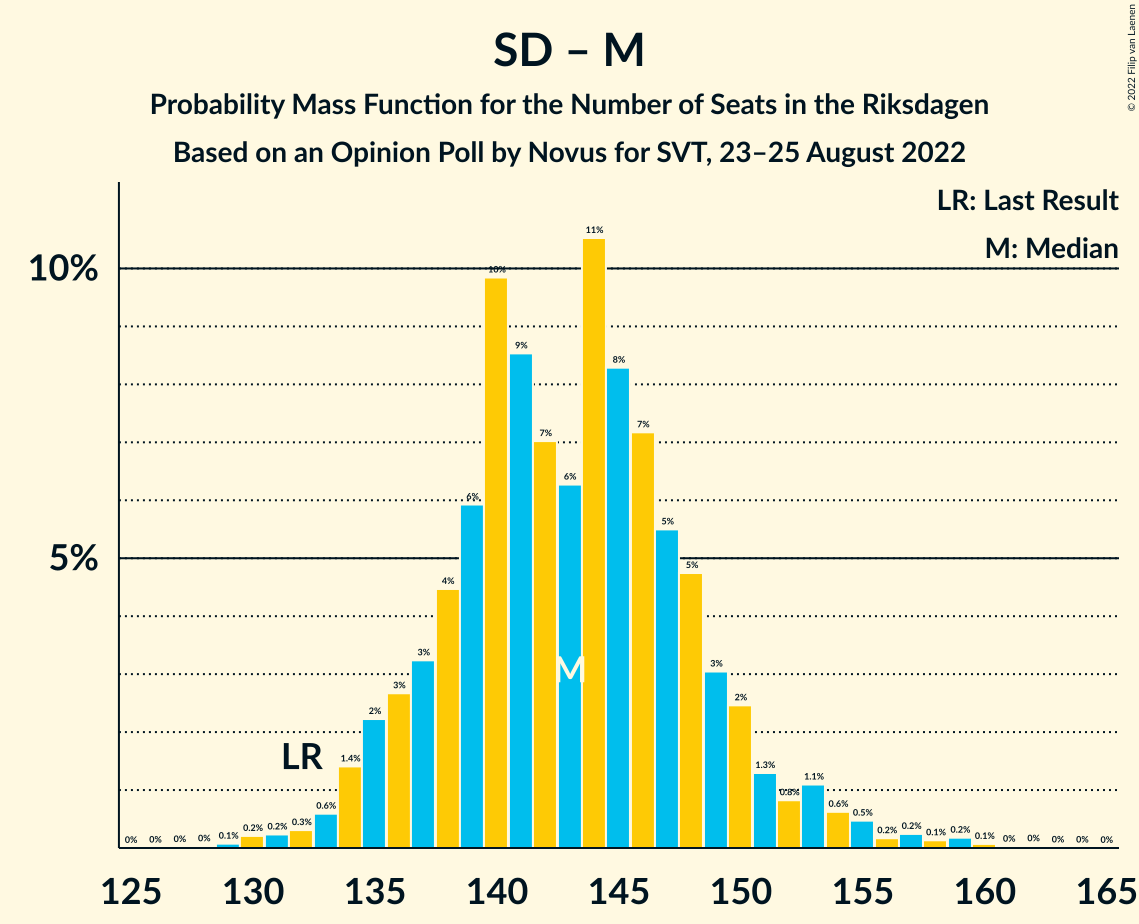 SD – M
Probability Mass Function for the Number of Seats in the Riksdagen
Based on an Opinion Poll by Novus for SVT, 23–25 August 2022
© 2022 Filip van Laenen
LR: Last Result
M: Median
10%
5%
0% 0% 0% 0% 0.1% 0.2% 0.2% 0.3% 0.6% 1.4% 2% 3% 3% 4% 6% 10% 9% 7% 6% 11% 8% 7% 5% 5% 3% 2% 1.3% 0.8% 1.1% 0.6% 0.5% 0.2% 0.2% 0.1% 0.2% 0.1% 0% 0% 0% 0% 0%
LR
M
125 130 135 140 145 150 155 160 165